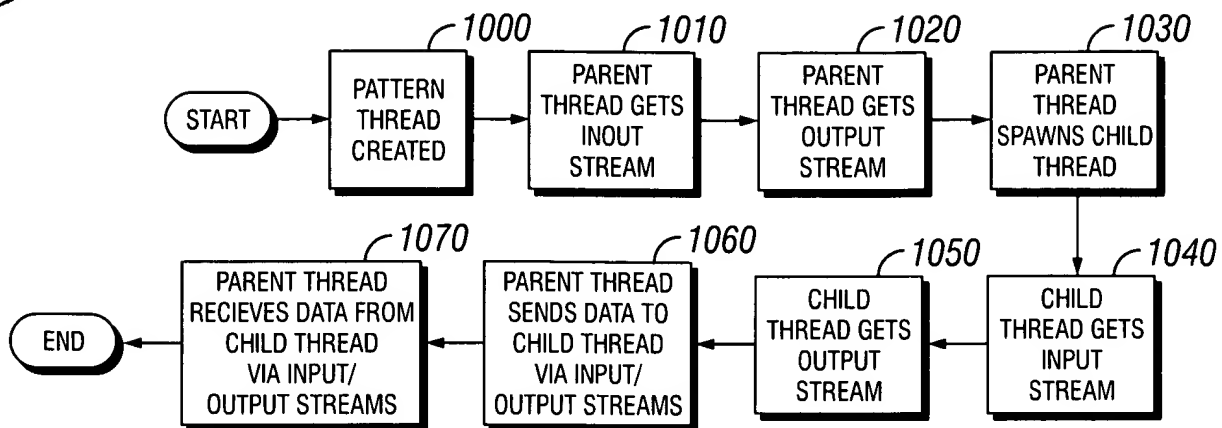 START
1000
PATTERN
THREAD
CREATED
1010
PARENT
THREAD GETS
INOUT
STREAM
1020
PARENT
THREAD GETS
OUTPUT
STREAM
1030
PARENT
THREAD
SPAWNS CHILD
THREAD
1040
CHILD
THREAD GETS
INPUT
STREAM
1050
CHILD
THREAD GETS
OUTPUT
STREAM
1060
PARENT THREAD
SENDS DATA TO
CHILD THREAD
VIA INPUT/
OUTPUT STREAMS
1070
PARENT THREAD
RECIEVES DATA FROM
CHILD THREAD
VIA INPUT/
OUTPUT STREAMS
END